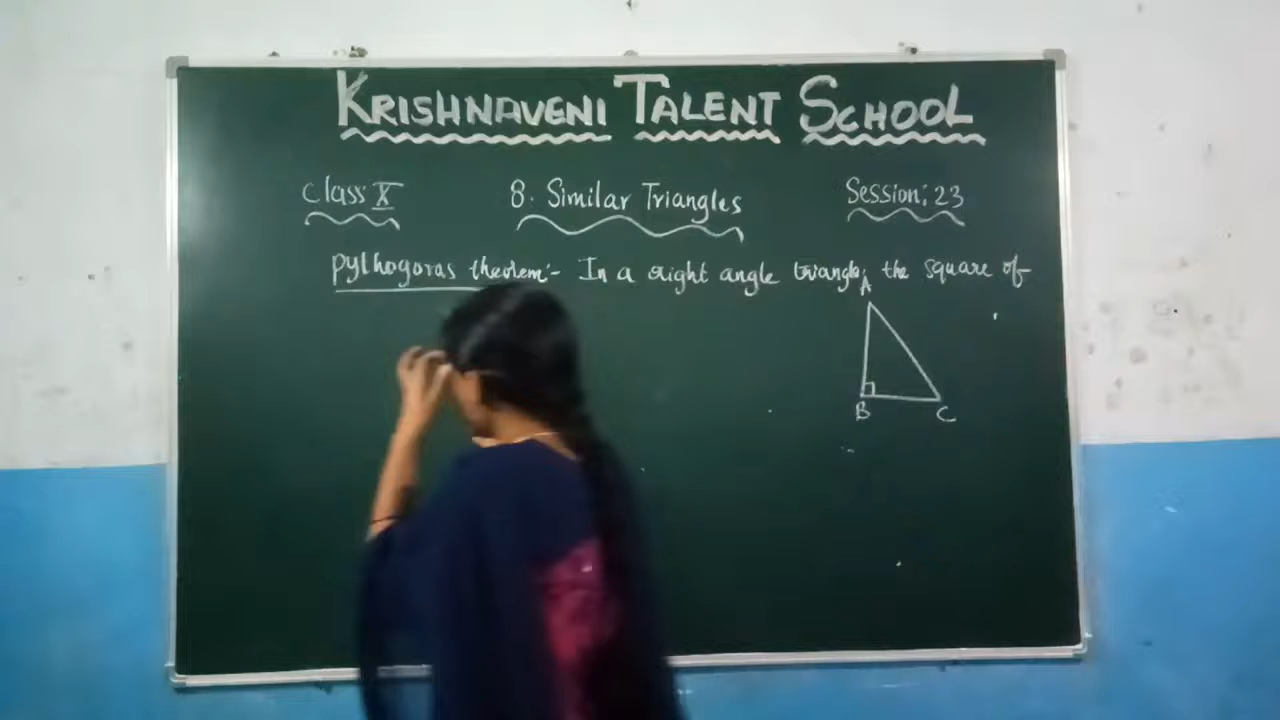 KRISHNAVENI TALENT SCHOOL
Class X 8. Similar Triangles Session: 23
Pythogoras theorem:- In a right angle triangle, the square of
A
B C